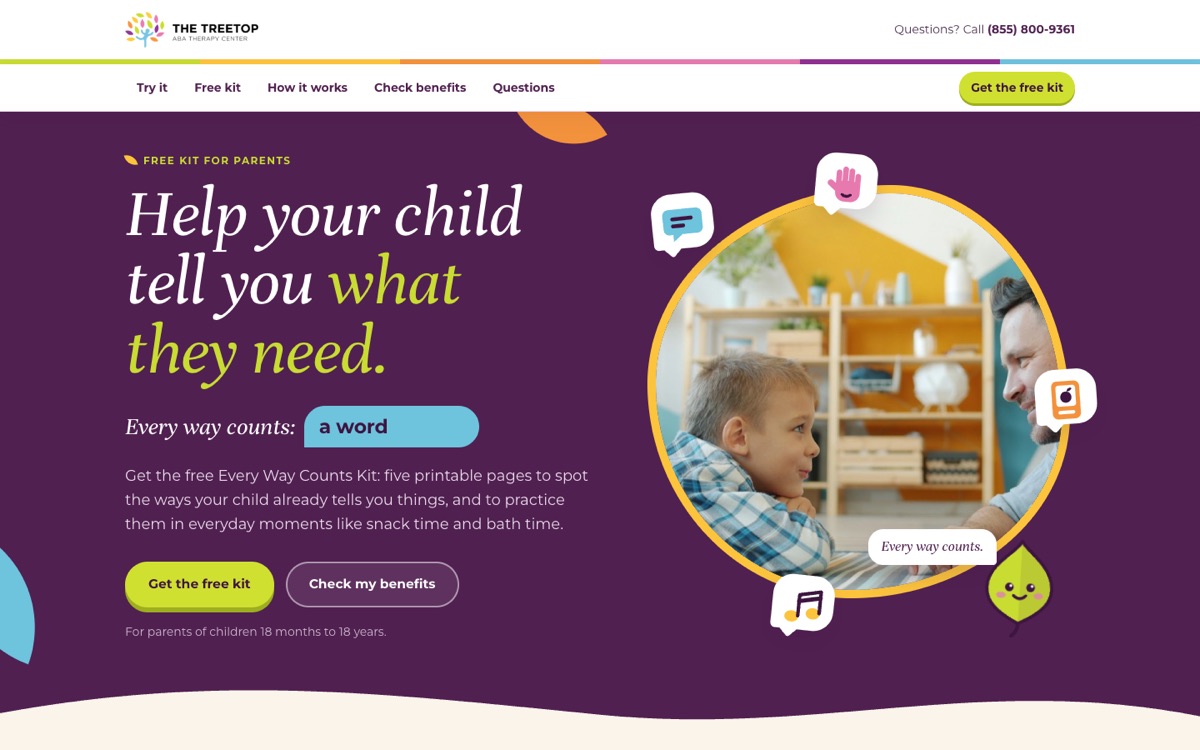 THE TREETOP
ABA THERAPY CENTER
Questions? Call (855) 800-9361
Try it
Free kit
How it works
Check benefits
Questions
Get the free kit
FREE KIT FOR PARENTS
Help your child
tell you what
they need.
Every way counts: a word
Get the free Every Way Counts Kit: five printable pages to spot
the ways your child already tells you things, and to practice
them in everyday moments like snack time and bath time.
Get the free kit
Check my benefits
For parents of children 18 months to 18 years.
Every way counts.